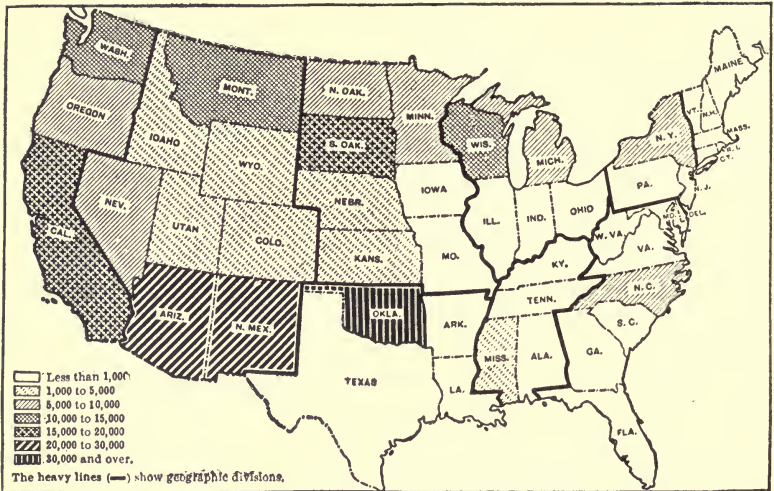 WASH.
MONT.
N. DAK.
MINN.
MAINE
OREGON
IDAHO
S. DAK.
WIS.
MICH.
VT.
N.H.
N.Y.
MASS.
R. I.
CT.
WYO.
IOWA
PA.
N. J.
NEV.
NEBR.
ILL.
IND.
OHIO
MD.
DEL.
UTAH
COLO.
W. VA.
VA.
CAL.
KANS.
MO.
KY.
N. C.
TENN.
ARIZ.
N. MEX.
OKLA.
ARK.
S. C.
MISS.
ALA.
GA.
TEXAS
LA.
FLA.
Less than 1,000
1,000 to 5,000
5,000 to 10,000
10,000 to 15,000
15,000 to 20,000
20,000 to 30,000
30,000 and over.
The heavy lines (▬) show geographic divisions.